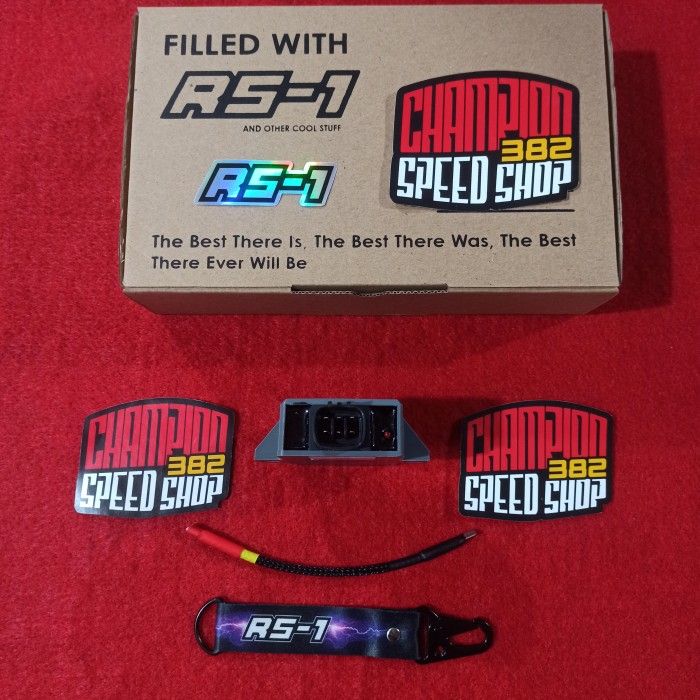 FILLED WITH
RS-1
AND OTHER COOL STUFF
RS-1
CHAMPION
382
SPEED SHOP
The Best There Is, The Best There Was, The Best
There Ever Will Be
CHAMPION
382
SPEED SHOP
CHAMPION
382
SPEED SHOP
RS-1